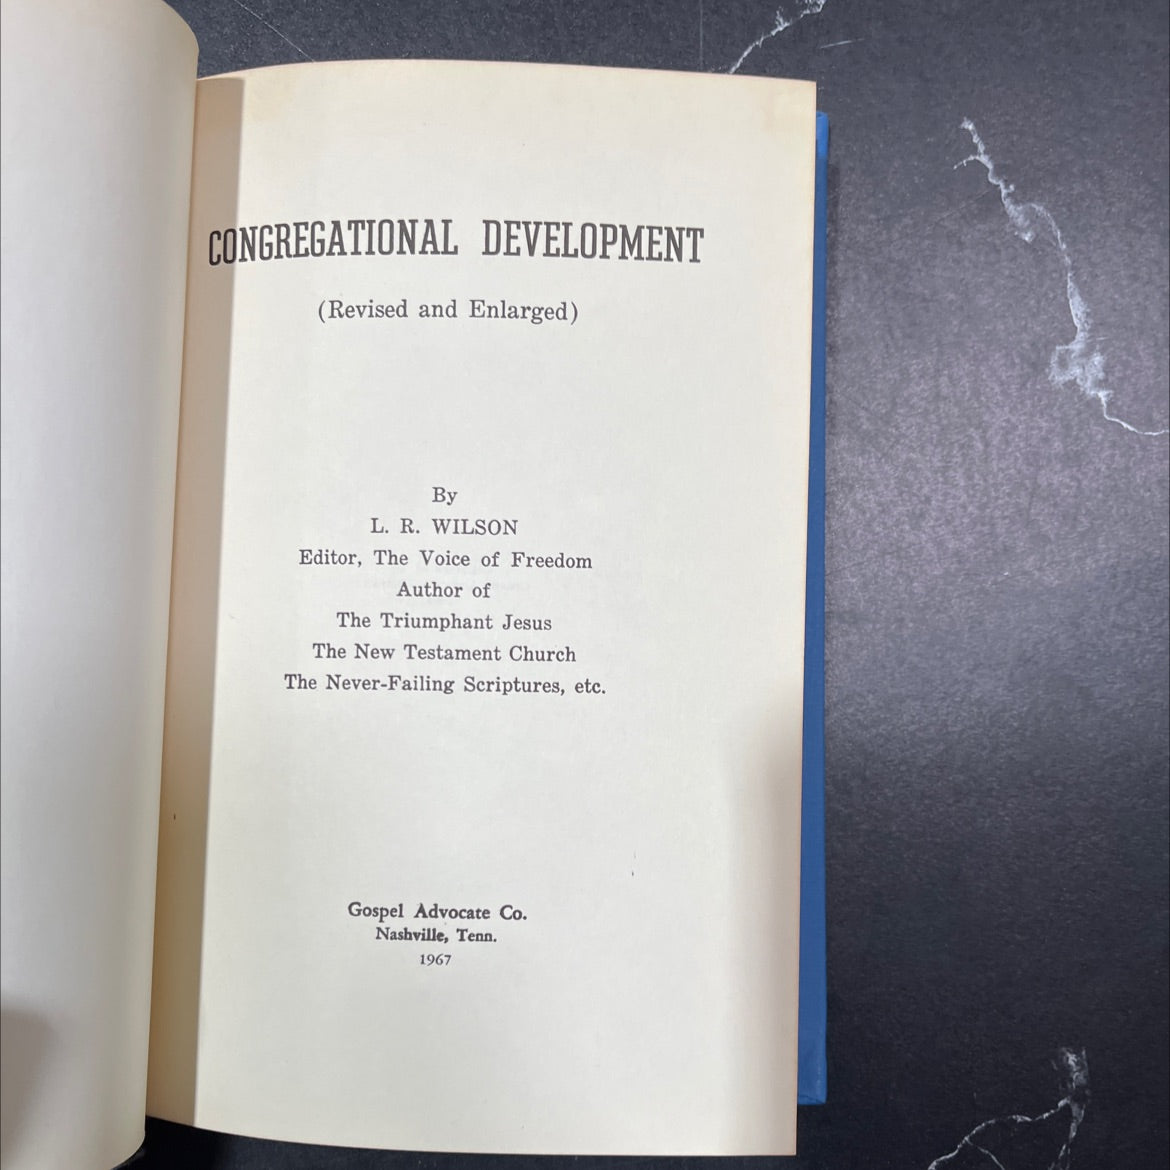 CONGREGATIONAL DEVELOPMENT
(Revised and Enlarged)
By
L. R. WILSON
Editor, The Voice of Freedom
Author of
The Triumphant Jesus
The New Testament Church
The Never-Failing Scriptures, etc.
Gospel Advocate Co.
Nashville, Tenn.
1967